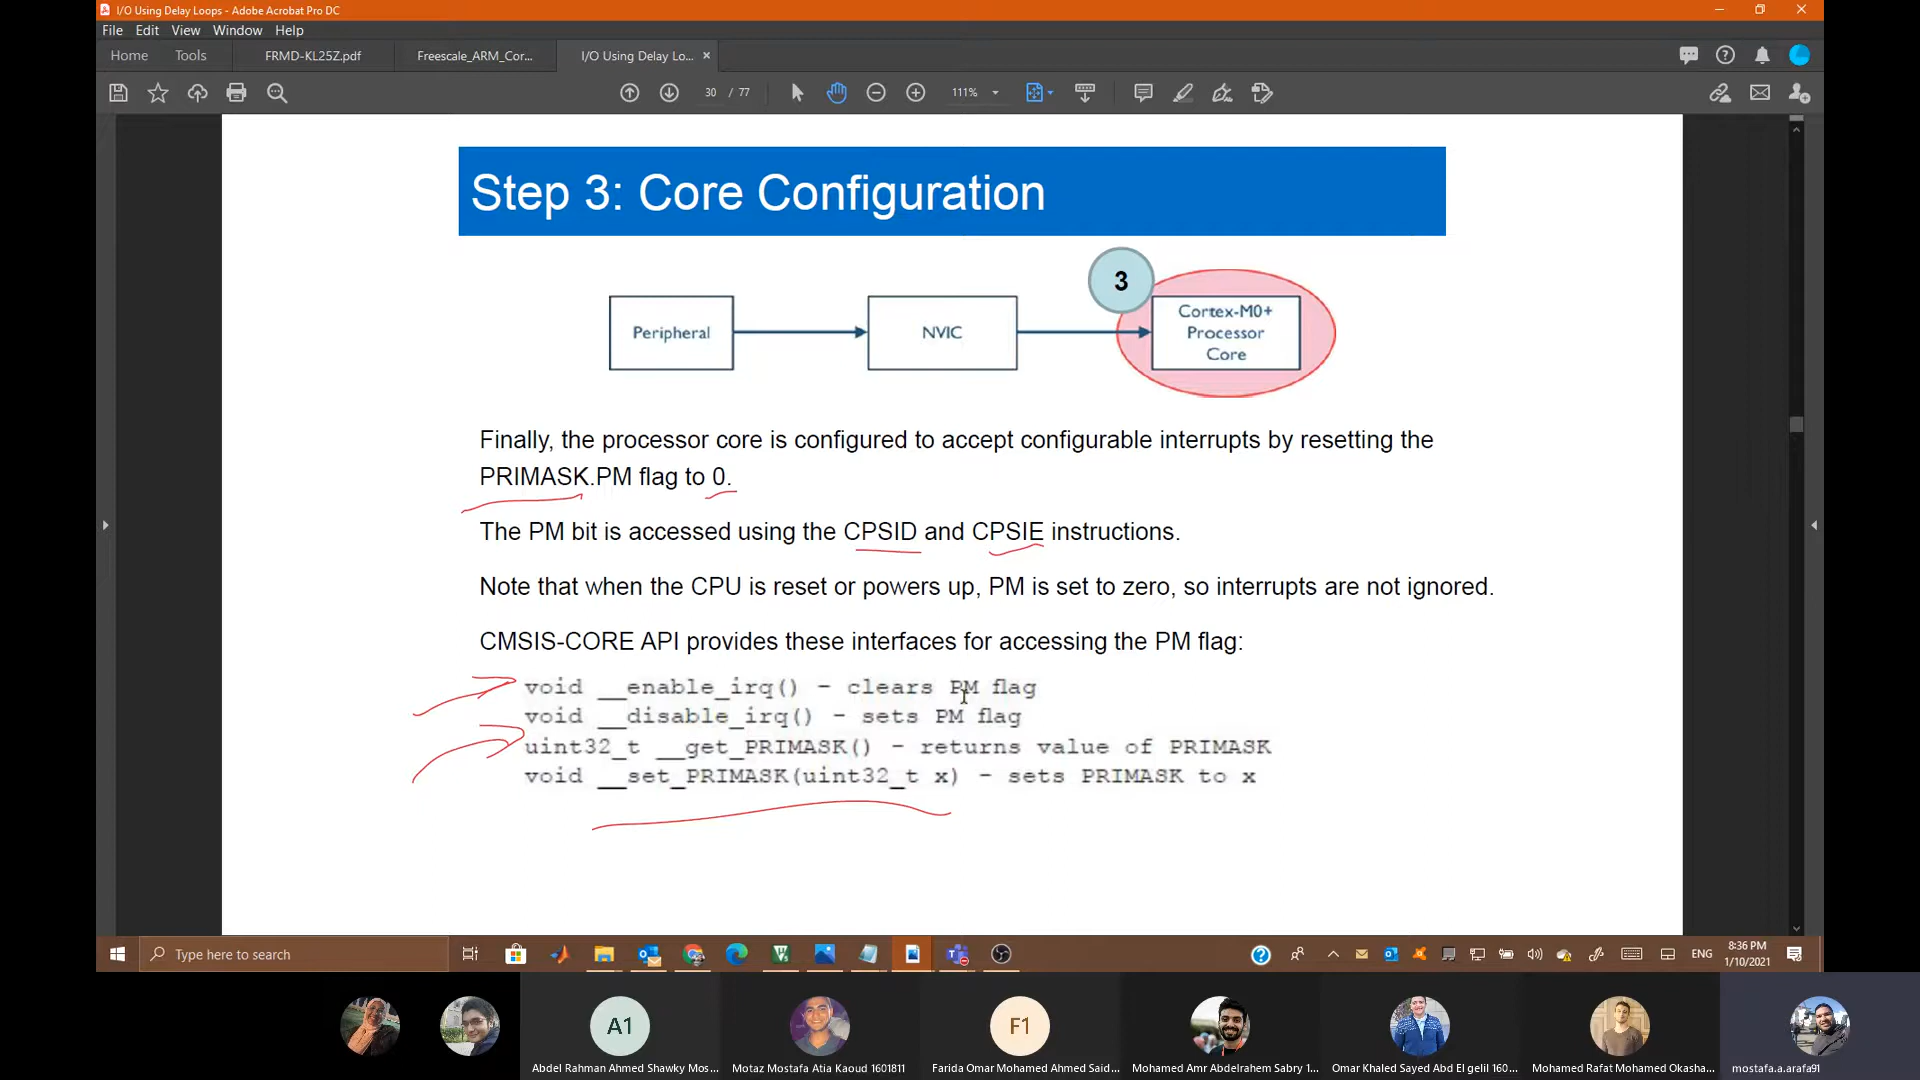 I/O Using Delay Loops - Adobe Acrobat Pro DC
File Edit View Window Help
Home Tools FRMD-KL25Z.pdf Freescale_ARM_Cor... I/O Using Delay Lo... ×
30 / 77 111%
Step 3: Core Configuration
3
Peripheral
NVIC
Cortex-M0+
Processor
Core
Finally, the processor core is configured to accept configurable interrupts by resetting the
PRIMASK.PM flag to 0.
The PM bit is accessed using the CPSID and CPSIE instructions.
Note that when the CPU is reset or powers up, PM is set to zero, so interrupts are not ignored.
CMSIS-CORE API provides these interfaces for accessing the PM flag:
void __enable_irq() - clears PM flag
void __disable_irq() - sets PM flag
uint32_t __get_PRIMASK() - returns value of PRIMASK
void __set_PRIMASK(uint32_t x) - sets PRIMASK to x
Type here to search
ENG
8:36 PM
1/10/2021
A1
F1
Abdel Rahman Ahmed Shawky Mos...
Motaz Mostafa Atia Kaoud 1601811
Farida Omar Mohamed Ahmed Said...
Mohamed Amr Abdelrahem Sabry 1...
Omar Khaled Sayed Abd El gelil 160...
Mohamed Rafat Mohamed Okasha...
mostafa.a.arafa91